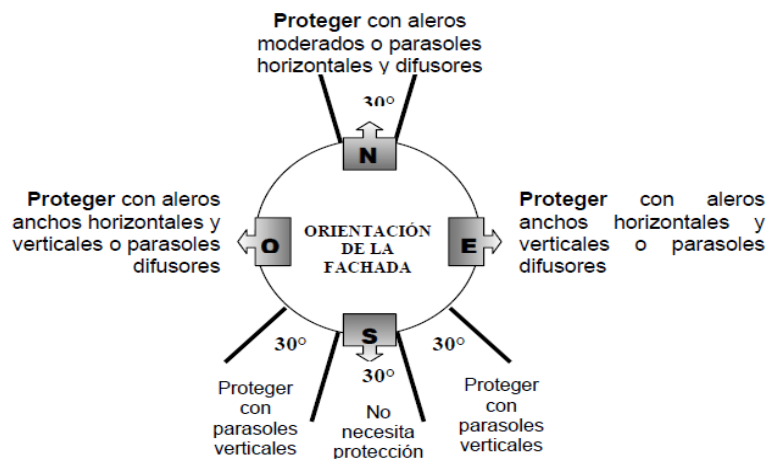 Proteger con aleros
moderados o parasoles
horizontales y difusores
30°
N
Proteger con aleros
anchos horizontales y
verticales o parasoles
difusores
O
ORIENTACIÓN
DE LA
FACHADA
E
Proteger con aleros
anchos horizontales y
verticales o parasoles
difusores
S
30°
30°
30°
Proteger
con
parasoles
verticales
No
necesita
protección
Proteger
con
parasoles
verticales